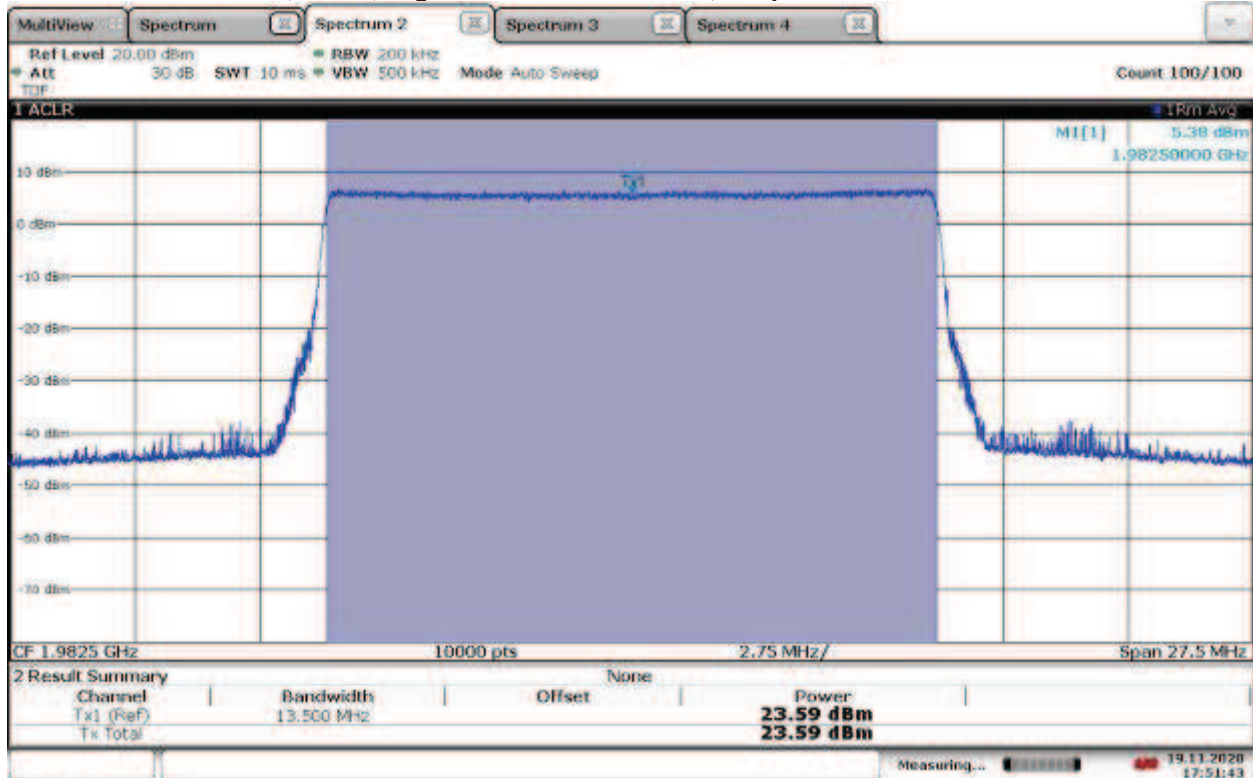 MultiView Spectrum Spectrum 2 Spectrum 3 Spectrum 4
Ref Level 20.00 dBm RBW 200 kHz
Att 30 dB SWT 10 ms VBW 500 kHz Mode Auto Sweep Count 100/100
TDF
1 ACLR 1Rm Avg
M1[1] 5.38 dBm
1.98250000 GHz
10 dBm
Tx1
0 dBm
-10 dBm
-20 dBm
-30 dBm
-40 dBm
-50 dBm
-60 dBm
-70 dBm
CF 1.9825 GHz 10000 pts 2.75 MHz/ Span 27.5 MHz
2 Result Summary None
Channel Bandwidth Offset Power
Tx1 (Ref) 13.500 MHz 23.59 dBm
Tx Total 23.59 dBm
Measuring... 19.11.2020
17:51:43